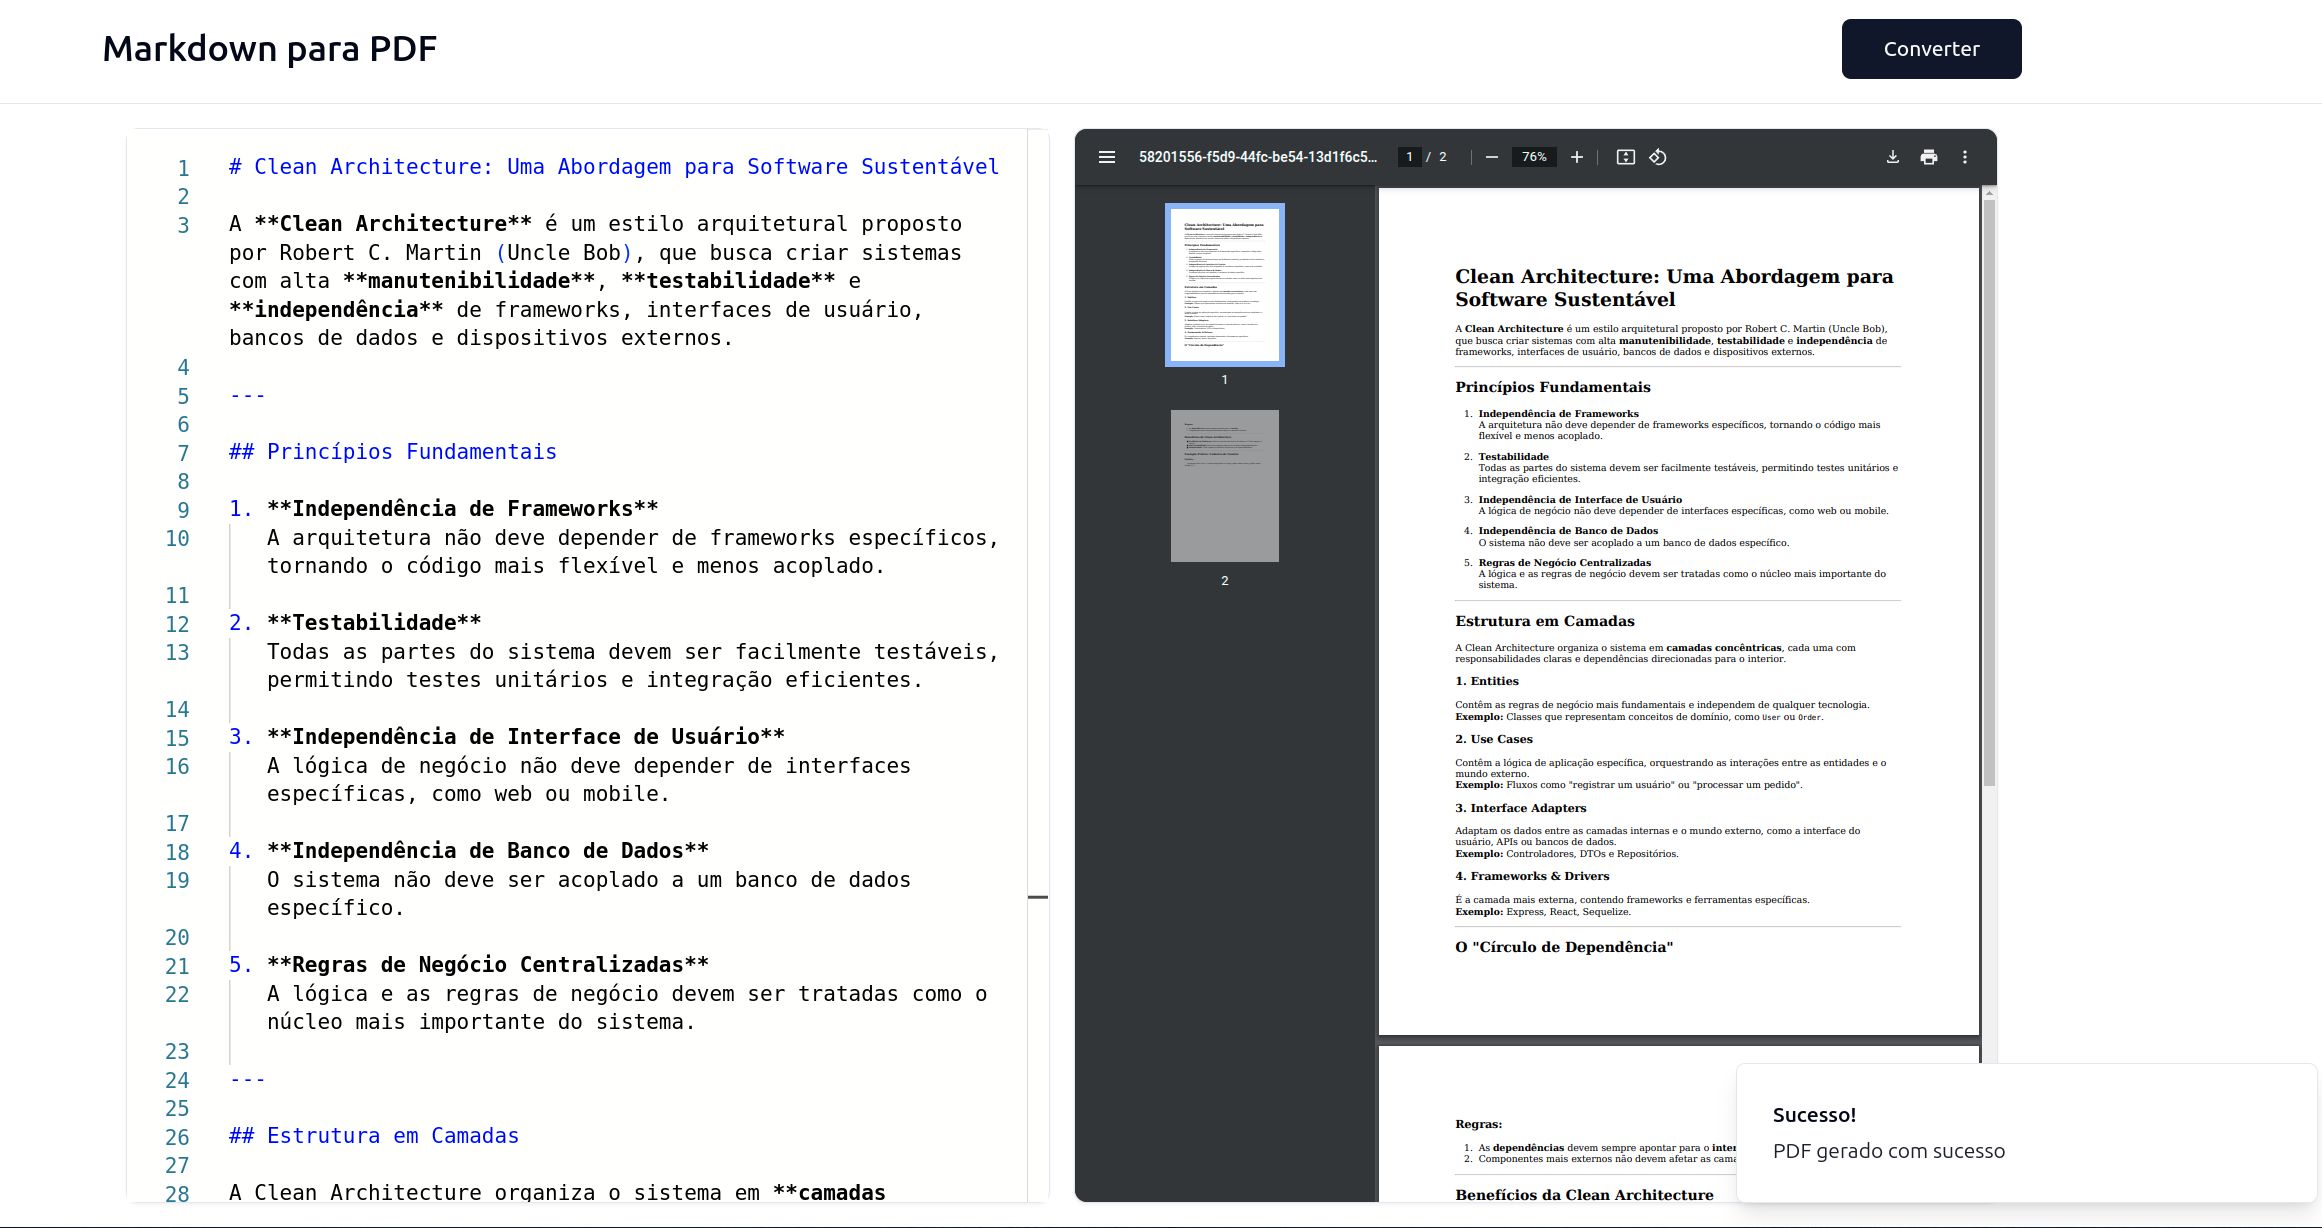 Markdown para PDF
Converter
1 # Clean Architecture: Uma Abordagem para Software Sustentável
2
3 A **Clean Architecture** é um estilo arquitetural proposto
por Robert C. Martin (Uncle Bob), que busca criar sistemas
com alta **manutenibilidade**, **testabilidade** e
**independência** de frameworks, interfaces de usuário,
bancos de dados e dispositivos externos.
4
5 ---
6
7 ## Princípios Fundamentais
8
9 1. **Independência de Frameworks**
10 A arquitetura não deve depender de frameworks específicos,
tornando o código mais flexível e menos acoplado.
11
12 2. **Testabilidade**
13 Todas as partes do sistema devem ser facilmente testáveis,
permitindo testes unitários e integração eficientes.
14
15 3. **Independência de Interface de Usuário**
16 A lógica de negócio não deve depender de interfaces
específicas, como web ou mobile.
17
18 4. **Independência de Banco de Dados**
19 O sistema não deve ser acoplado a um banco de dados
específico.
20
21 5. **Regras de Negócio Centralizadas**
22 A lógica e as regras de negócio devem ser tratadas como o
núcleo mais importante do sistema.
23
24 ---
25
26 ## Estrutura em Camadas
27
28 A Clean Architecture organiza o sistema em **camadas
58201556-f5d9-44fc-be54-13d1f6c5...
1 / 2
76%
1
2
Clean Architecture: Uma Abordagem para
Software Sustentável
A Clean Architecture é um estilo arquitetural proposto por Robert C. Martin (Uncle Bob),
que busca criar sistemas com alta manutenibilidade, testabilidade e independência de
frameworks, interfaces de usuário, bancos de dados e dispositivos externos.
Princípios Fundamentais
1. Independência de Frameworks
A arquitetura não deve depender de frameworks específicos, tornando o código mais
flexível e menos acoplado.
2. Testabilidade
Todas as partes do sistema devem ser facilmente testáveis, permitindo testes unitários e
integração eficientes.
3. Independência de Interface de Usuário
A lógica de negócio não deve depender de interfaces específicas, como web ou mobile.
4. Independência de Banco de Dados
O sistema não deve ser acoplado a um banco de dados específico.
5. Regras de Negócio Centralizadas
A lógica e as regras de negócio devem ser tratadas como o núcleo mais importante do
sistema.
Estrutura em Camadas
A Clean Architecture organiza o sistema em camadas concêntricas, cada uma com
responsabilidades claras e dependências direcionadas para o interior.
1. Entities
Contêm as regras de negócio mais fundamentais e independem de qualquer tecnologia.
Exemplo: Classes que representam conceitos de domínio, como User ou Order.
2. Use Cases
Contêm a lógica de aplicação específica, orquestrando as interações entre as entidades e o
mundo externo.
Exemplo: Fluxos como "registrar um usuário" ou "processar um pedido".
3. Interface Adapters
Adaptam os dados entre as camadas internas e o mundo externo, como a interface do
usuário, APIs ou bancos de dados.
Exemplo: Controladores, DTOs e Repositórios.
4. Frameworks & Drivers
É a camada mais externa, contendo frameworks e ferramentas específicas.
Exemplo: Express, React, Sequelize.
O "Círculo de Dependência"
Regras:
1. As dependências devem sempre apontar para o
2. Componentes mais externos não devem afetar as
Benefícios da Clean Architecture
Sucesso!
PDF gerado com sucesso